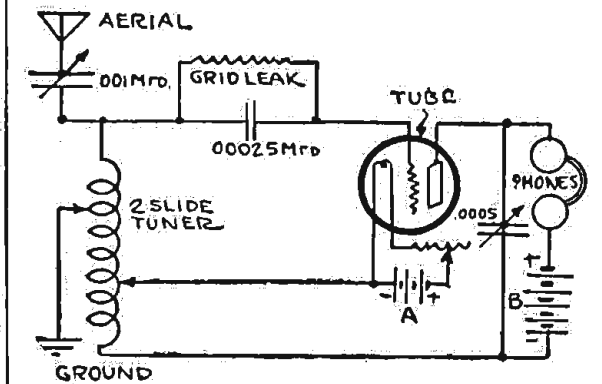 AERIAL
.001 Mfd.
GRID LEAK
.00025 Mfd
TUBE
2 SLIDE
TUNER
PHONES
.0005
+
- A +
B
-
GROUND